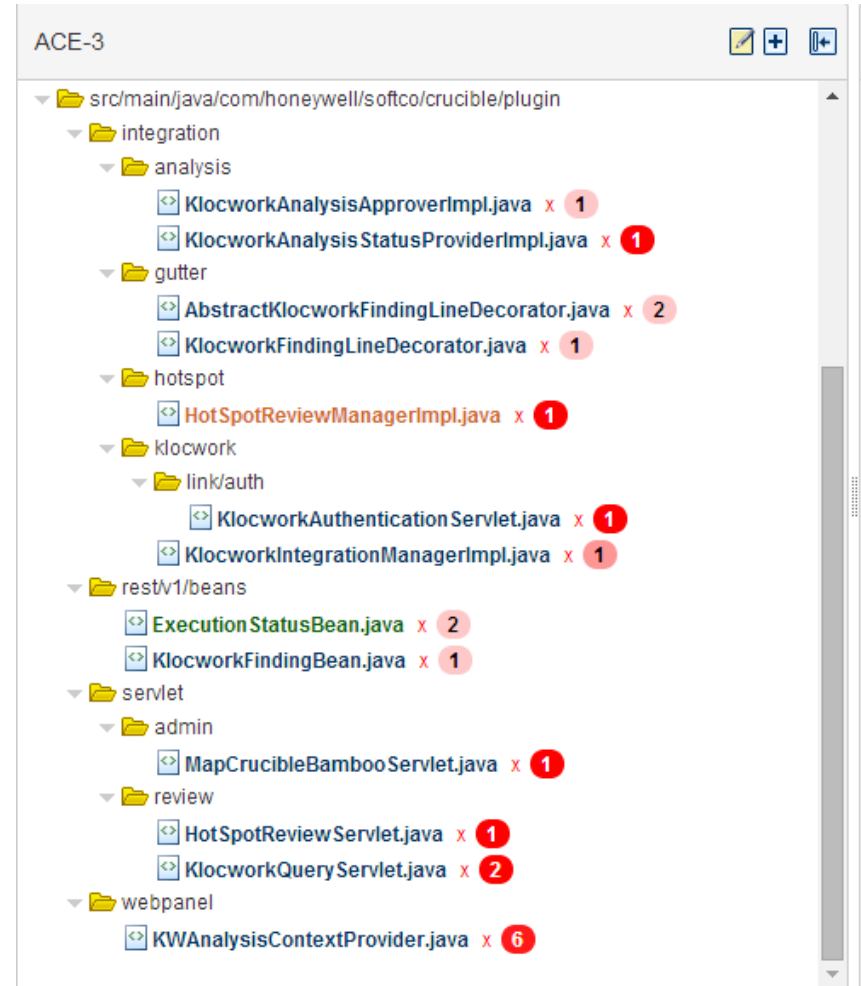 ACE-3
src/main/java/com/honeywell/softco/crucible/plugin
integration
analysis
KlocworkAnalysisApproverImpl.java x 1
KlocworkAnalysisStatusProviderImpl.java x 1
gutter
AbstractKlocworkFindingLineDecorator.java x 2
KlocworkFindingLineDecorator.java x 1
hotspot
HotSpotReviewManagerImpl.java x 1
klocwork
link/auth
KlocworkAuthenticationServlet.java x 1
KlocworkIntegrationManagerImpl.java x 1
rest/v1/beans
ExecutionStatusBean.java x 2
KlocworkFindingBean.java x 1
servlet
admin
MapCrucibleBambooServlet.java x 1
review
HotSpotReviewServlet.java x 1
KlocworkQueryServlet.java x 2
webpanel
KWAnalysisContextProvider.java x 6